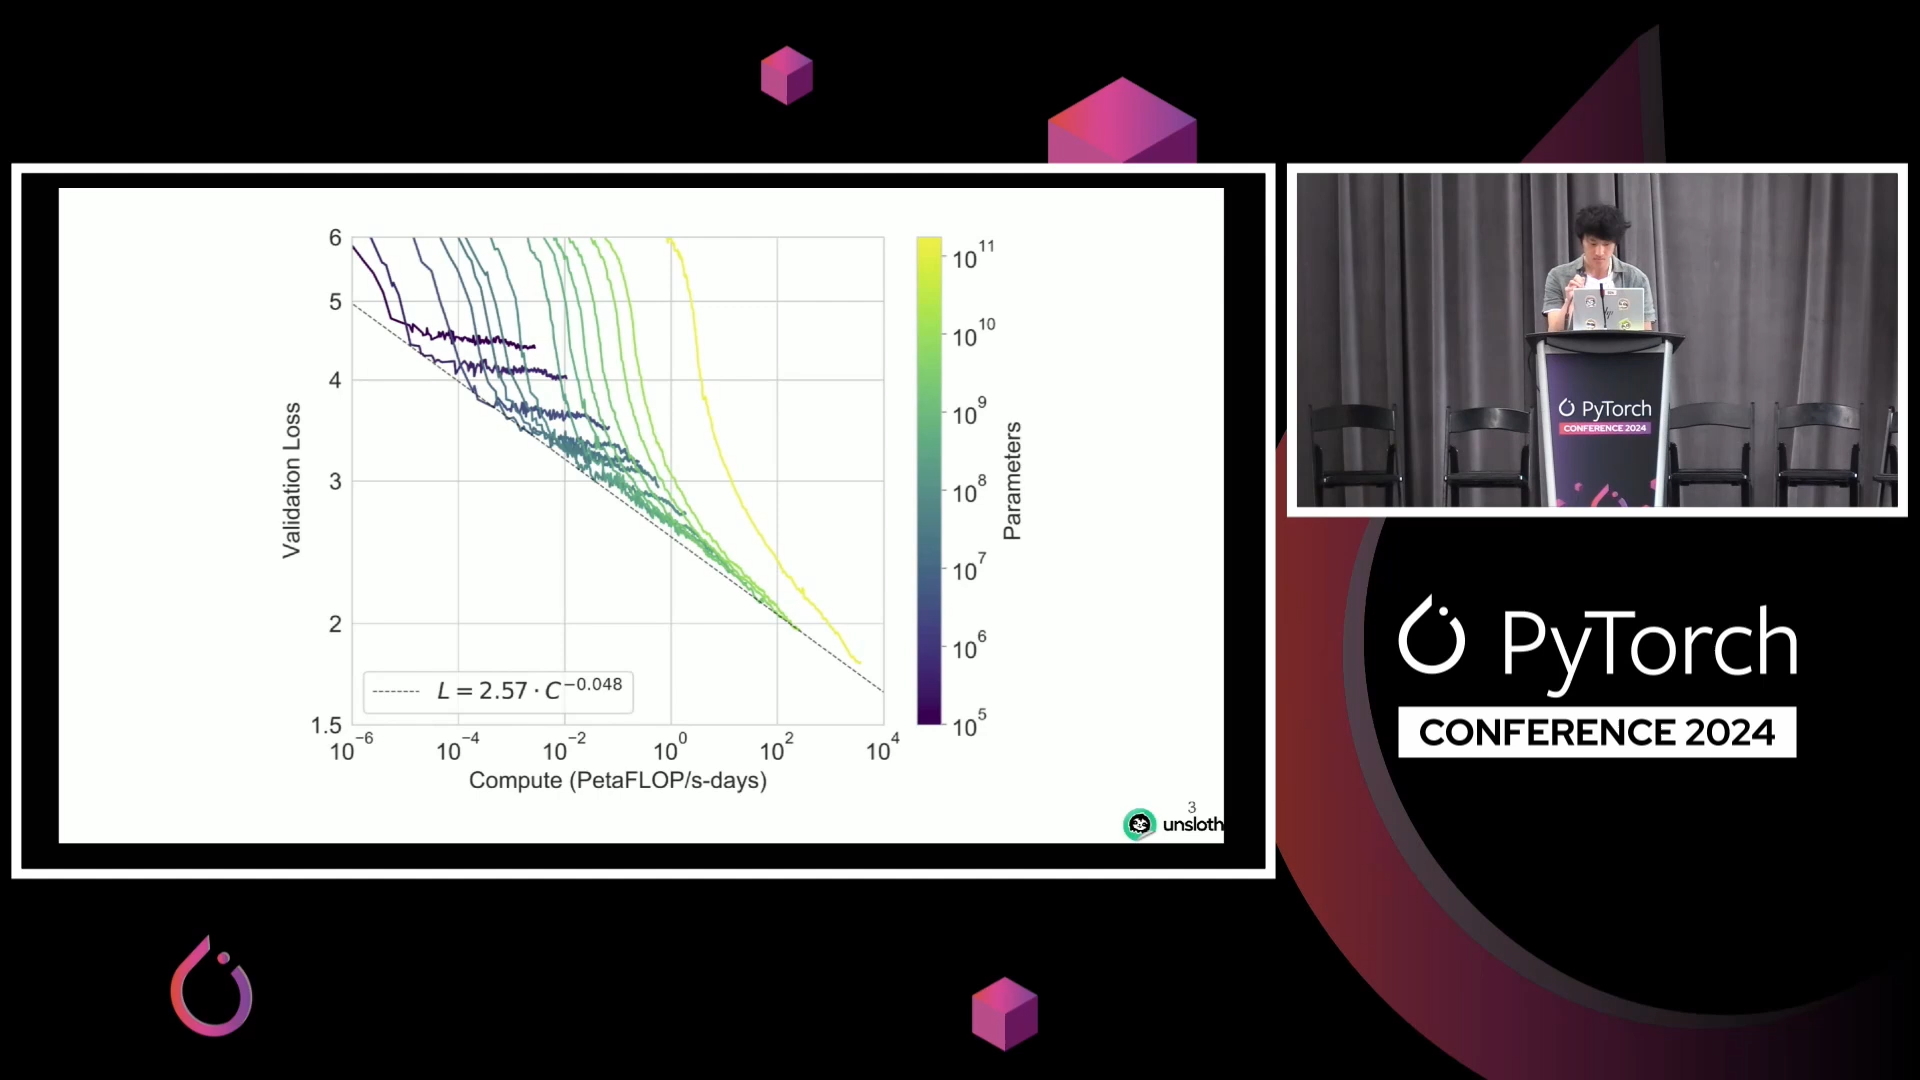 6
5
4
3
2
1.5
Validation Loss
10^−6
10^−4
10^−2
10^0
10^2
10^4
Compute (PetaFLOP/s-days)
L = 2.57 · C^−0.048
10^11
10^10
10^9
10^8
10^7
10^6
10^5
Parameters
3
unsloth
PyTorch
CONFERENCE 2024
PyTorch
CONFERENCE 2024